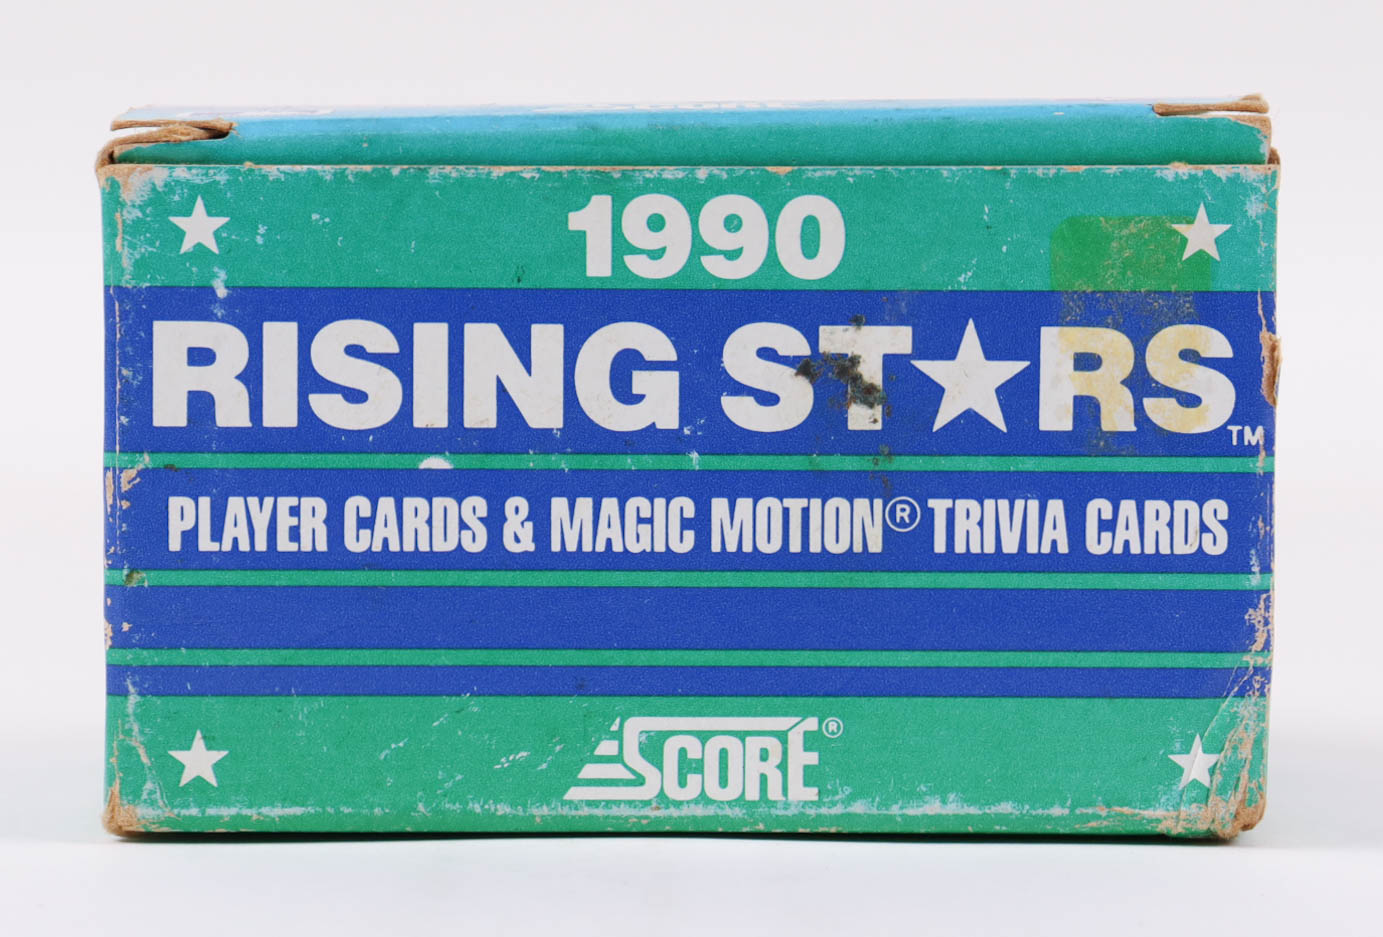 1990
RISING ST★RS™
PLAYER CARDS & MAGIC MOTION® TRIVIA CARDS
SCORE®